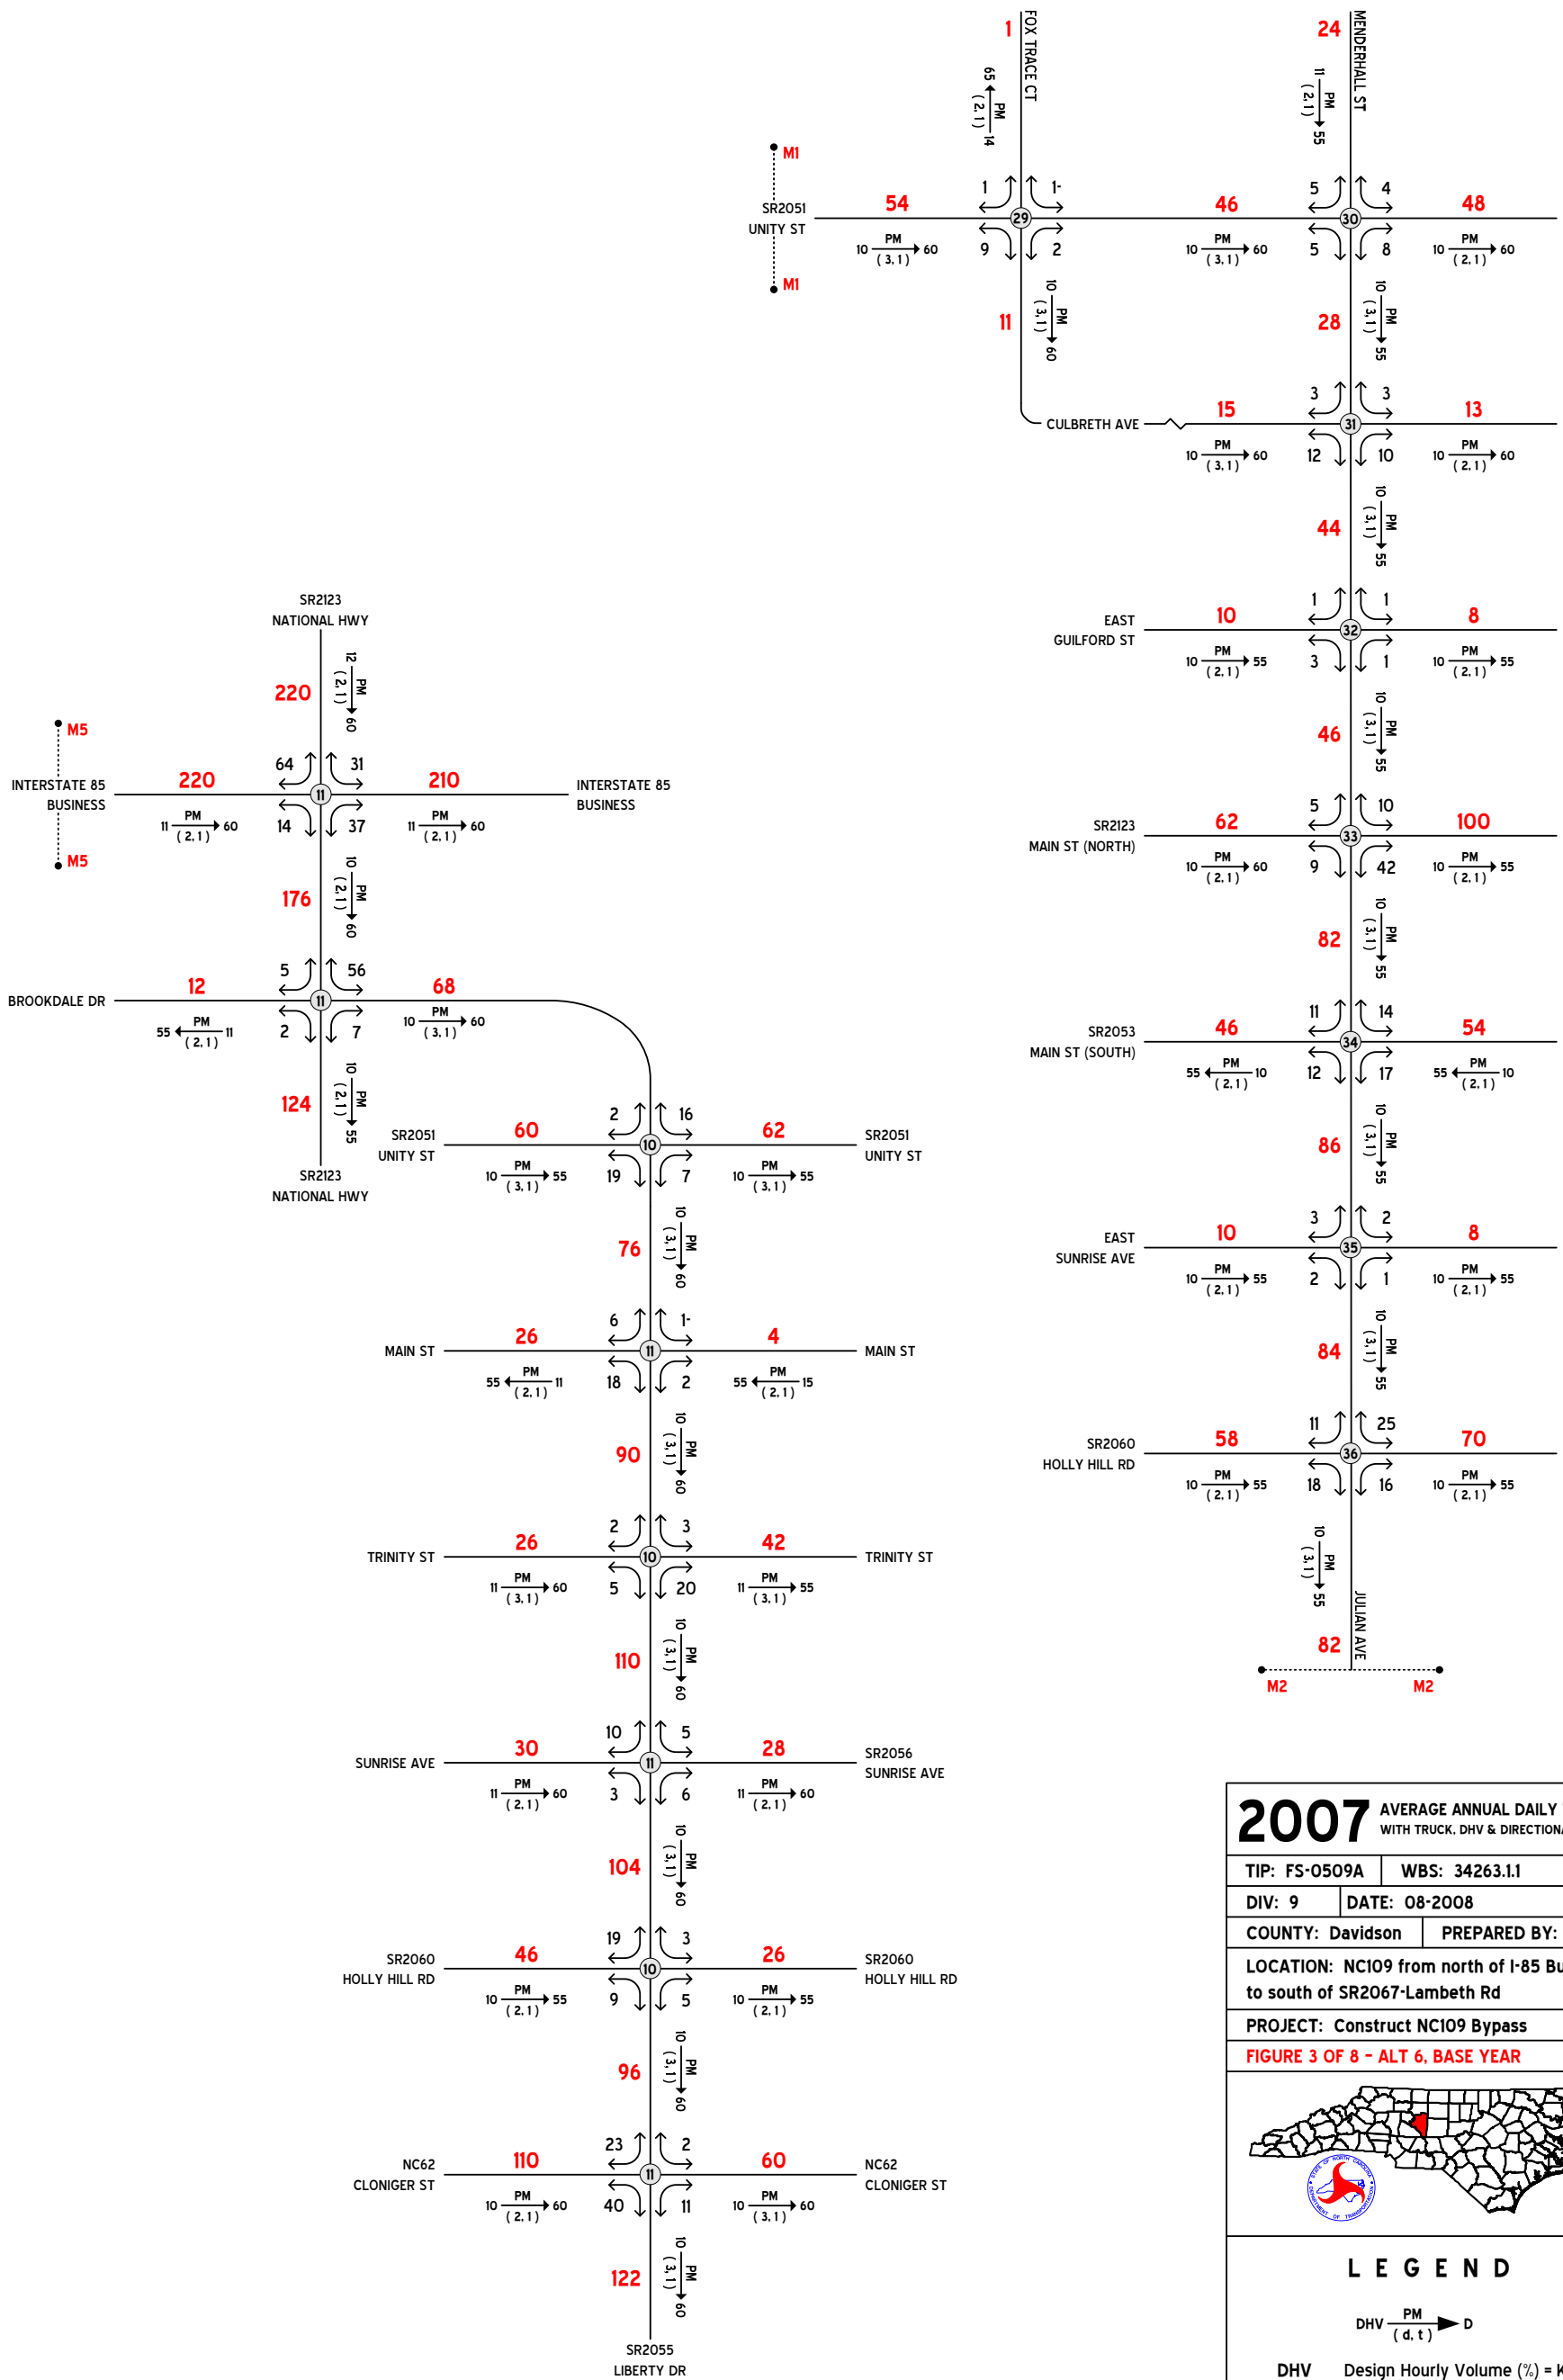 1
FOX TRACE CT
24
MENDERHALL ST
65 PM 14
(2,1)
11 PM 55
(2,1)
M1
SR2051
UNITY ST
M1
54
10 PM 60
(3,1)
1
1-
29
9
2
46
10 PM 60
(3,1)
5
4
30
5
8
48
10 PM 60
(2,1)
11
10 PM 60
(3,1)
28
10 PM 55
(3,1)
CULBRETH AVE
15
10 PM 60
(3,1)
3
3
31
12
10
13
10 PM 60
(2,1)
44
10 PM 55
(3,1)
EAST
GUILFORD ST
10
10 PM 55
(2,1)
1
1
32
3
1
8
10 PM 55
(2,1)
46
10 PM 55
(3,1)
SR2123
MAIN ST (NORTH)
62
10 PM 60
(2,1)
5
10
33
9
42
100
10 PM 55
(2,1)
82
10 PM 55
(3,1)
SR2053
MAIN ST (SOUTH)
46
55 PM 10
(2,1)
11
14
34
12
17
54
55 PM 10
(2,1)
86
10 PM 55
(3,1)
EAST
SUNRISE AVE
10
10 PM 55
(2,1)
3
2
35
2
1
8
10 PM 55
(2,1)
84
10 PM 55
(3,1)
SR2060
HOLLY HILL RD
58
10 PM 55
(2,1)
11
25
36
18
16
70
10 PM 55
(2,1)
10 PM 55
(3,1)
JULIAN AVE
82
M2
M2
SR2123
NATIONAL HWY
220
12 PM 60
(2,1)
M5
INTERSTATE 85
BUSINESS
M5
220
11 PM 60
(2,1)
64
31
11
14
37
210
11 PM 60
(2,1)
INTERSTATE 85
BUSINESS
176
10 PM 60
(2,1)
BROOKDALE DR
12
55 PM 11
(2,1)
5
56
11
2
7
68
10 PM 60
(3,1)
124
10 PM 55
(2,1)
SR2123
NATIONAL HWY
SR2051
UNITY ST
60
10 PM 55
(3,1)
2
16
10
19
7
62
10 PM 55
(3,1)
SR2051
UNITY ST
76
10 PM 60
(3,1)
MAIN ST
26
55 PM 11
(2,1)
6
1-
11
18
2
4
55 PM 15
(2,1)
MAIN ST
90
10 PM 60
(3,1)
TRINITY ST
26
11 PM 60
(3,1)
2
3
10
5
20
42
11 PM 55
(3,1)
TRINITY ST
110
10 PM 60
(3,1)
SUNRISE AVE
30
11 PM 60
(2,1)
10
5
11
3
6
28
11 PM 60
(2,1)
SR2056
SUNRISE AVE
104
10 PM 60
(3,1)
SR2060
HOLLY HILL RD
46
10 PM 55
(2,1)
19
3
10
9
5
26
10 PM 55
(2,1)
SR2060
HOLLY HILL RD
96
10 PM 60
(3,1)
NC62
CLONIGER ST
110
10 PM 60
(2,1)
23
2
11
40
11
60
10 PM 60
(3,1)
NC62
CLONIGER ST
122
10 PM 60
(3,1)
SR2055
LIBERTY DR
2007 AVERAGE ANNUAL DAILY
WITH TRUCK, DHV & DIRECTIONA
TIP: FS-0509A WBS: 34263.1.1
DIV: 9 DATE: 08-2008
COUNTY: Davidson PREPARED BY:
LOCATION: NC109 from north of I-85 Bu
to south of SR2067-Lambeth Rd
PROJECT: Construct NC109 Bypass
FIGURE 3 OF 8 - ALT 6, BASE YEAR
STATE OF NORTH CAROLINA
DEPARTMENT OF TRANSPORTATION
LEGEND
DHV PM D
(d, t)
DHV Design Hourly Volume (%) = K